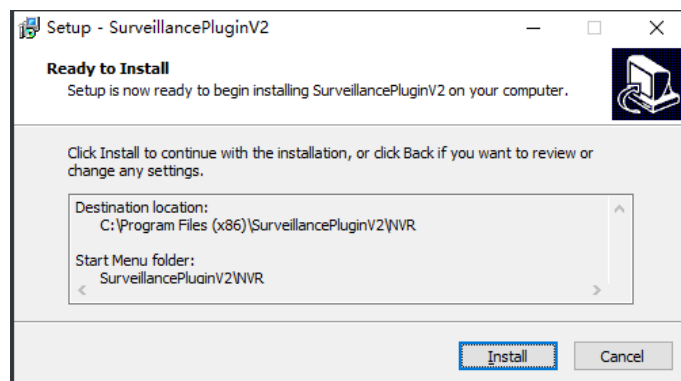 Setup - SurveillancePluginV2
Ready to Install
Setup is now ready to begin installing SurveillancePluginV2 on your computer.
Click Install to continue with the installation, or click Back if you want to review or
change any settings.
Destination location:
C:\Program Files (x86)\SurveillancePluginV2\NVR
Start Menu folder:
SurveillancePluginV2\NVR
Install
Cancel